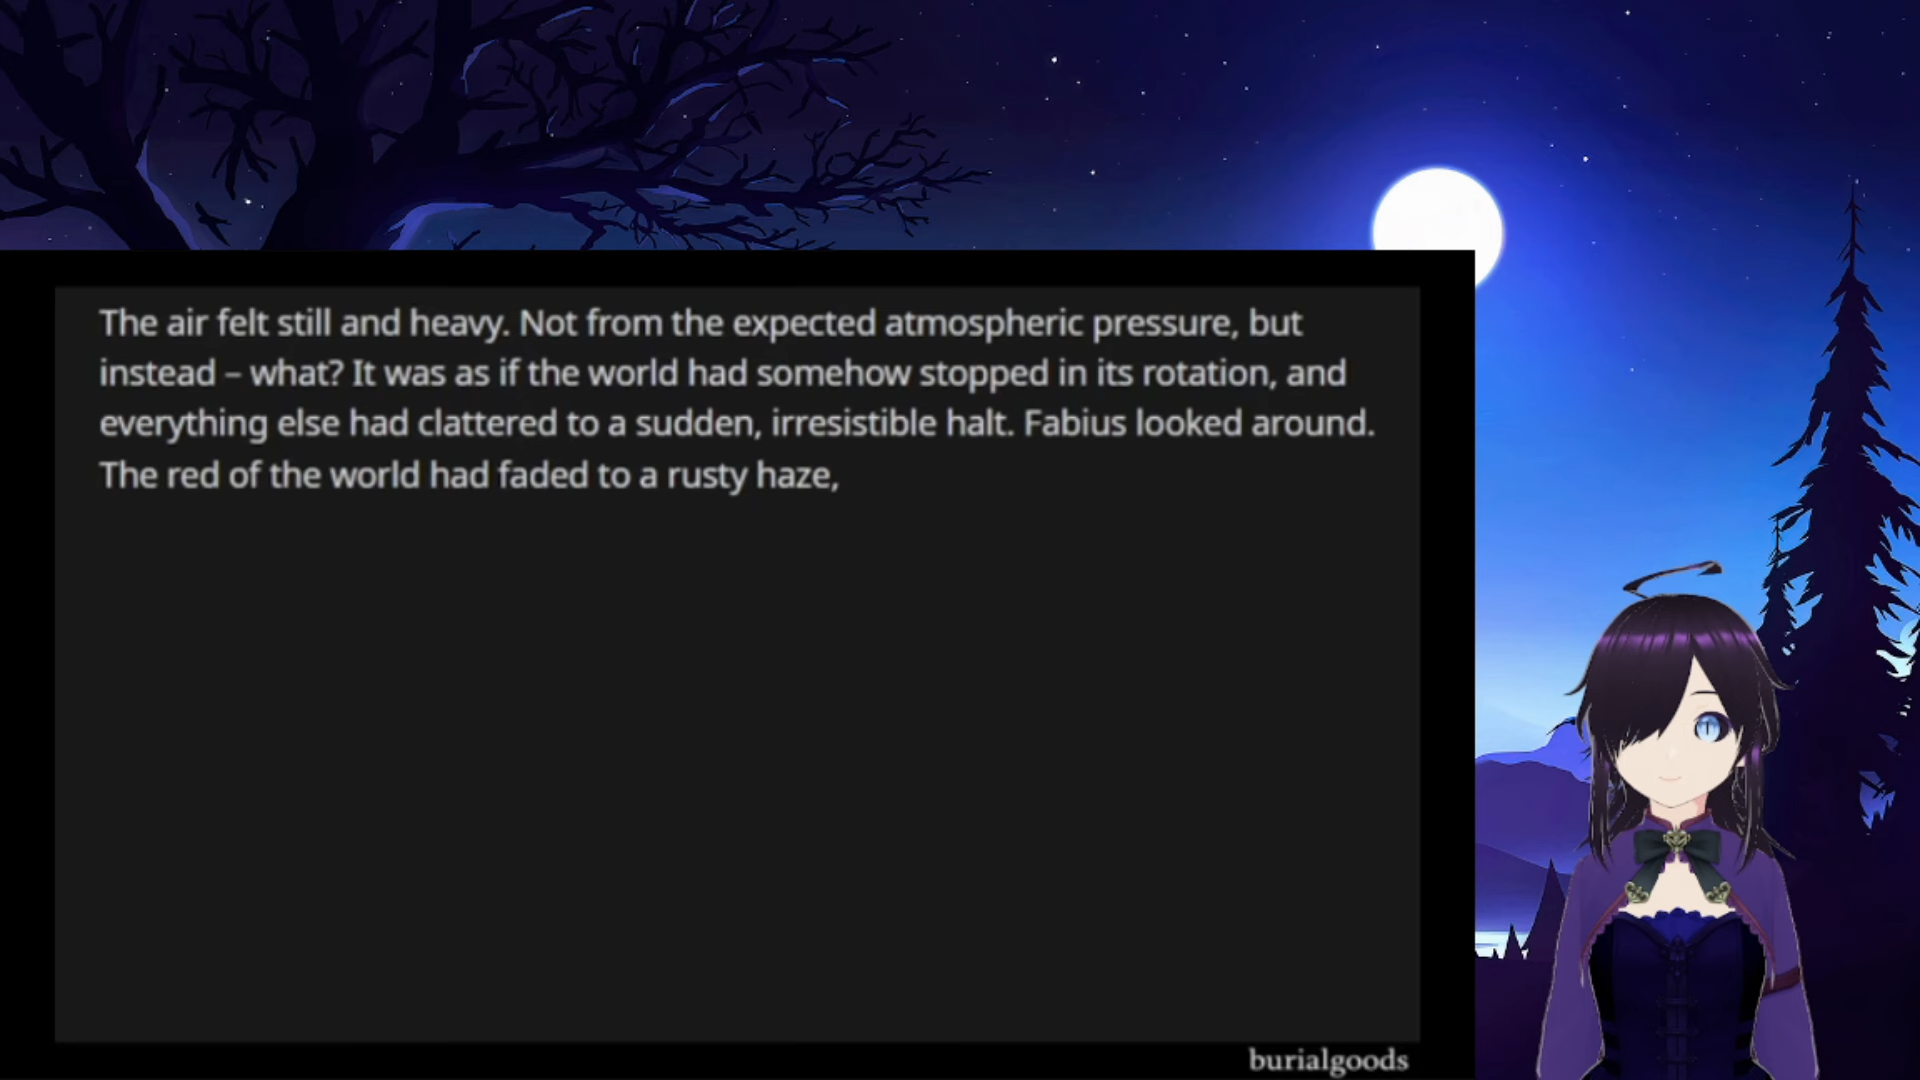 The air felt still and heavy. Not from the expected atmospheric pressure, but
instead – what? It was as if the world had somehow stopped in its rotation, and
everything else had clattered to a sudden, irresistible halt. Fabius looked around.
The red of the world had faded to a rusty haze,
burialgoods